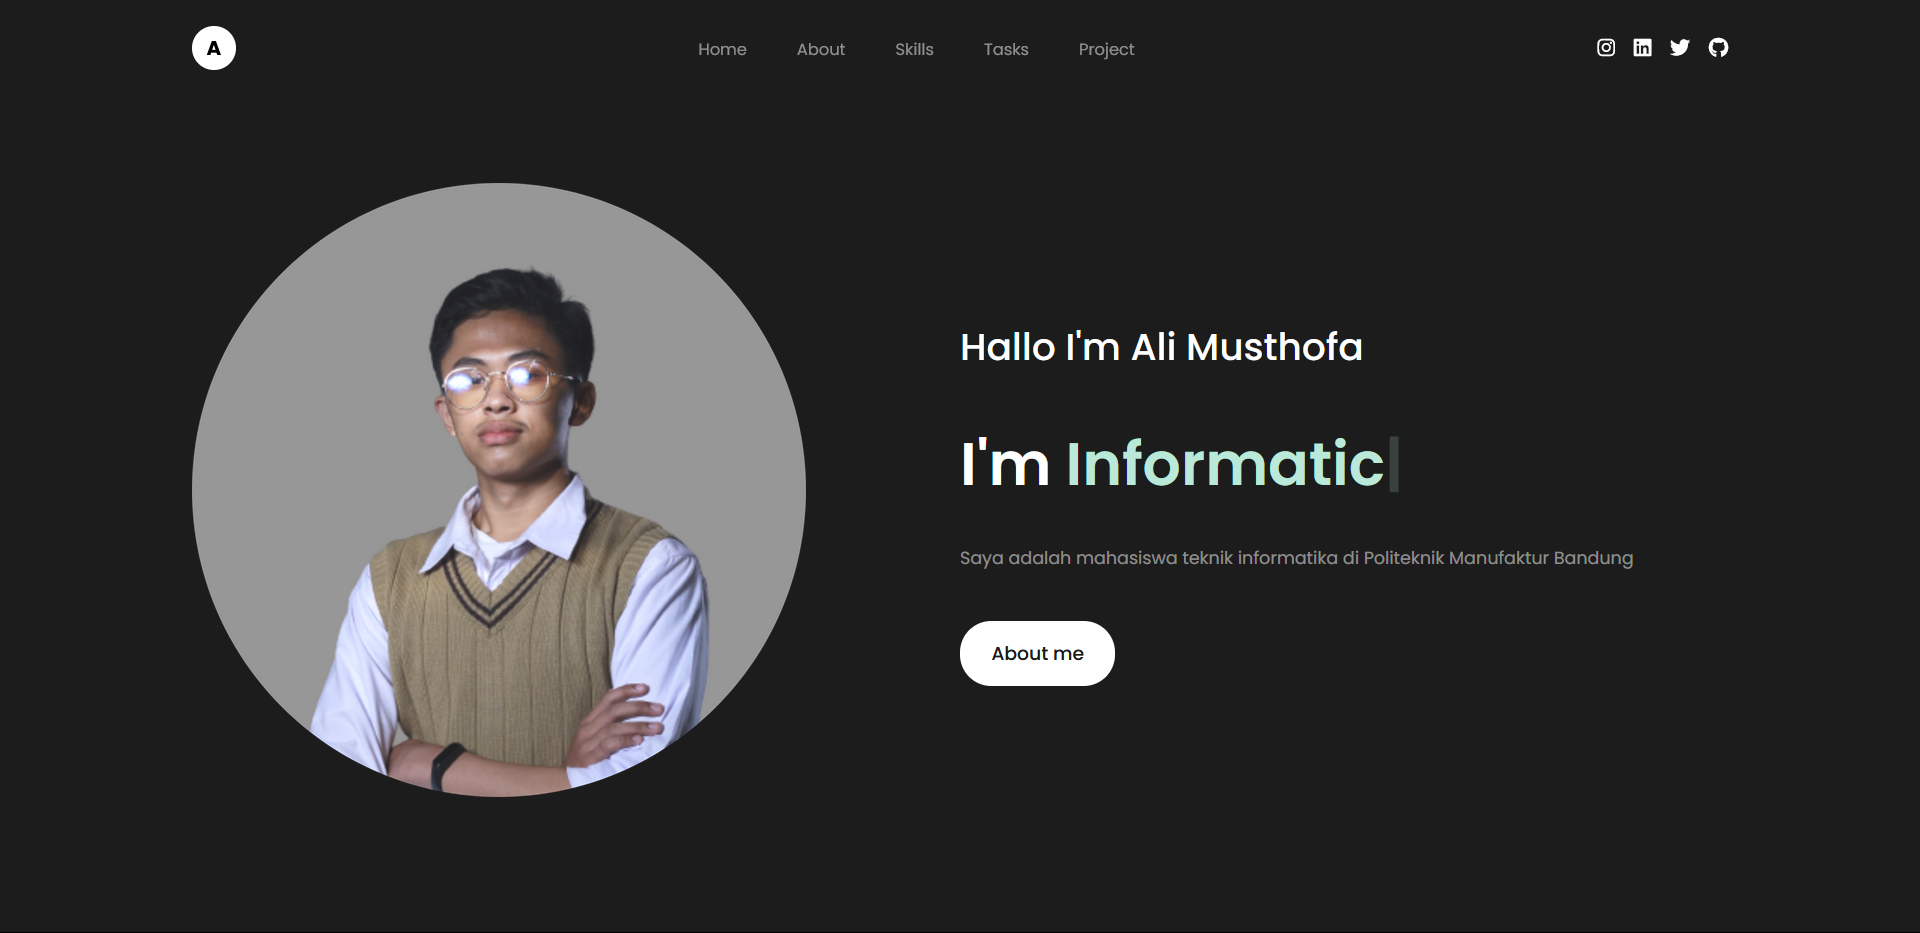 A
Home About Skills Tasks Project
Hallo I'm Ali Musthofa
I'm Informatic|
Saya adalah mahasiswa teknik informatika di Politeknik Manufaktur Bandung
About me